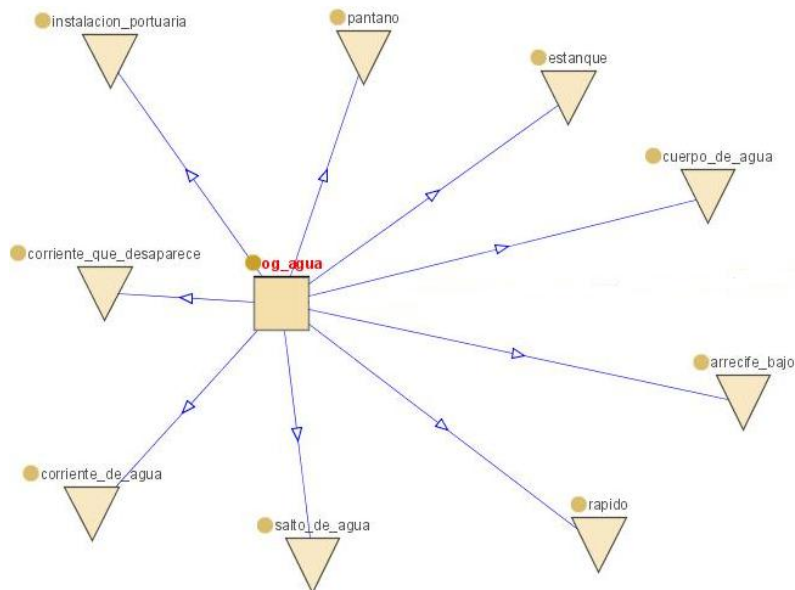 instalacion_portuaria
pantano
estanque
cuerpo_de_agua
corriente_que_desaparece
og_agua
arrecife_bajo
corriente_de_agua
salto_de_agua
rapido